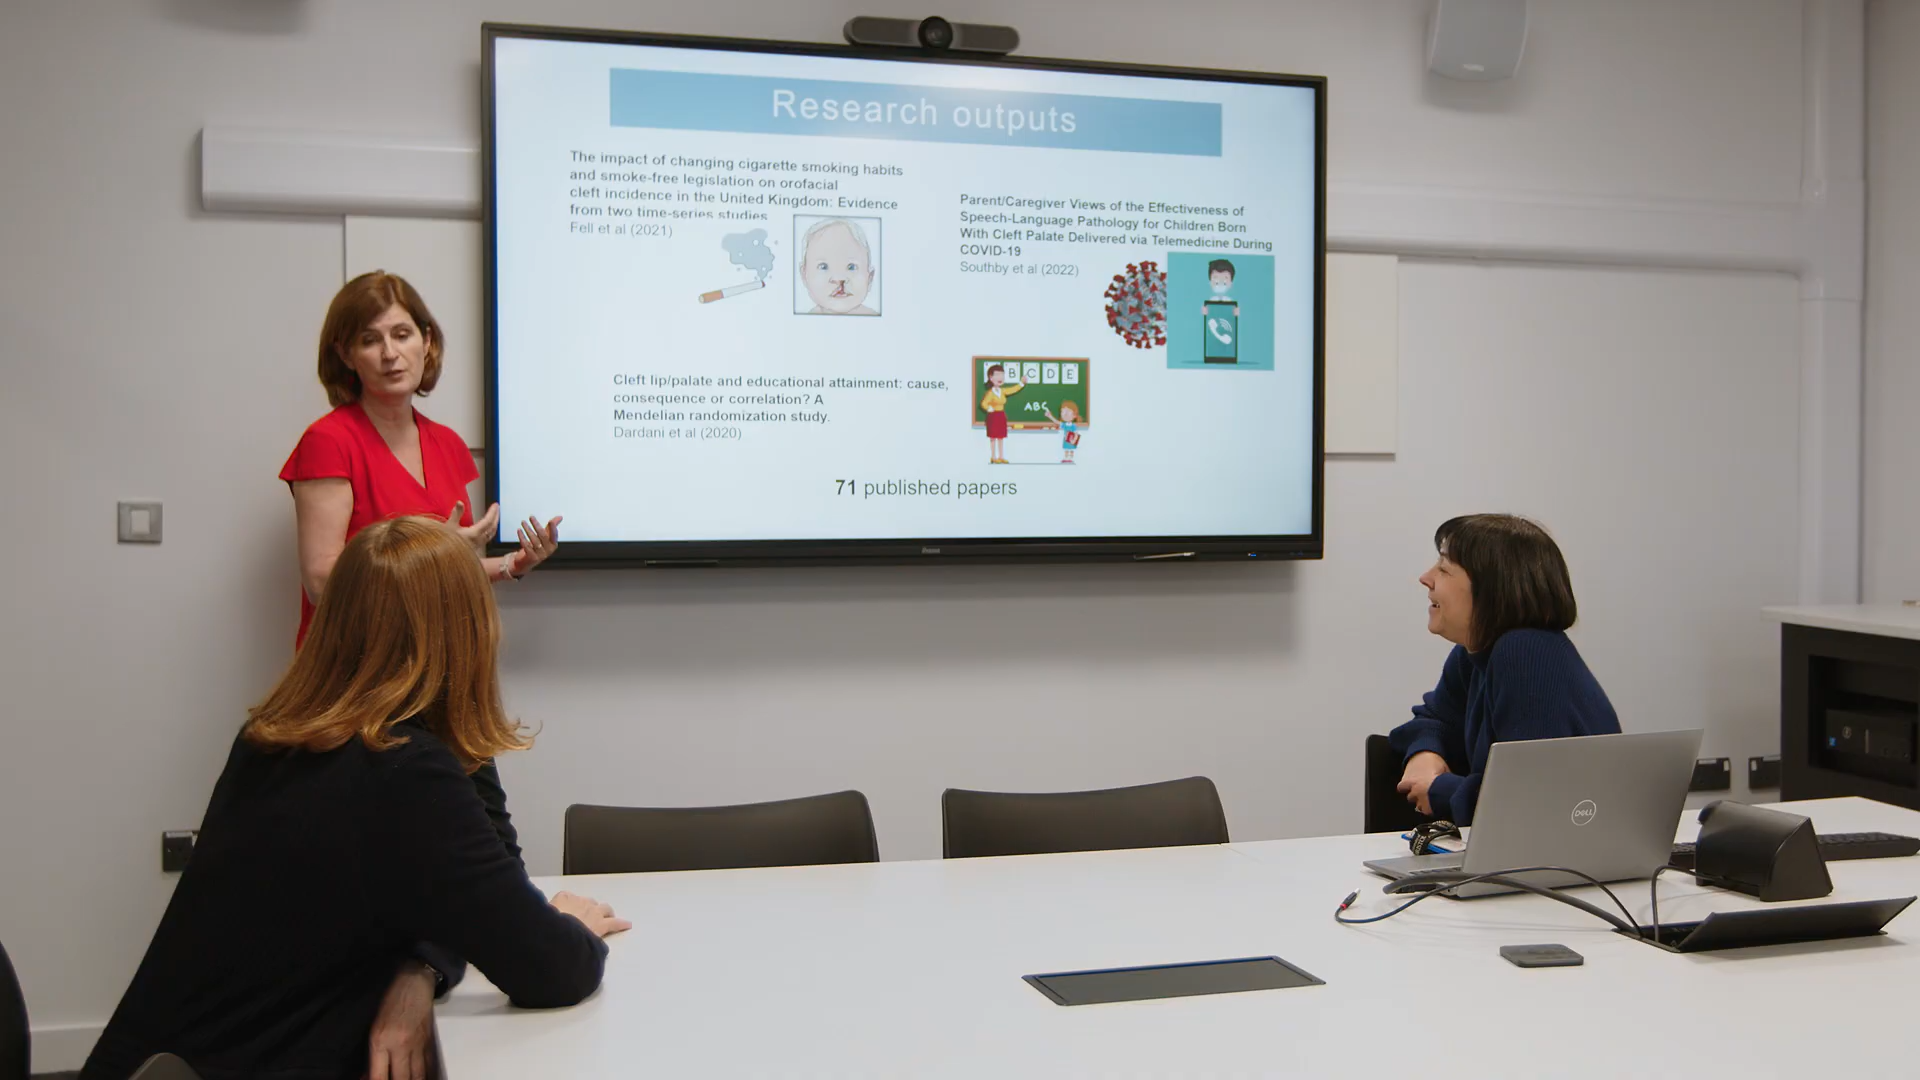 Research outputs
The impact of changing cigarette smoking habits
and smoke-free legislation on orofacial
cleft incidence in the United Kingdom: Evidence
from two time-series studies
Fell et al (2021)
Parent/Caregiver Views of the Effectiveness of
Speech-Language Pathology for Children Born
With Cleft Palate Delivered via Telemedicine During
COVID-19
Southby et al (2022)
Cleft lip/palate and educational attainment: cause,
consequence or correlation? A
Mendelian randomization study.
Dardani et al (2020)
B C D E
ABC
71 published papers
DELL